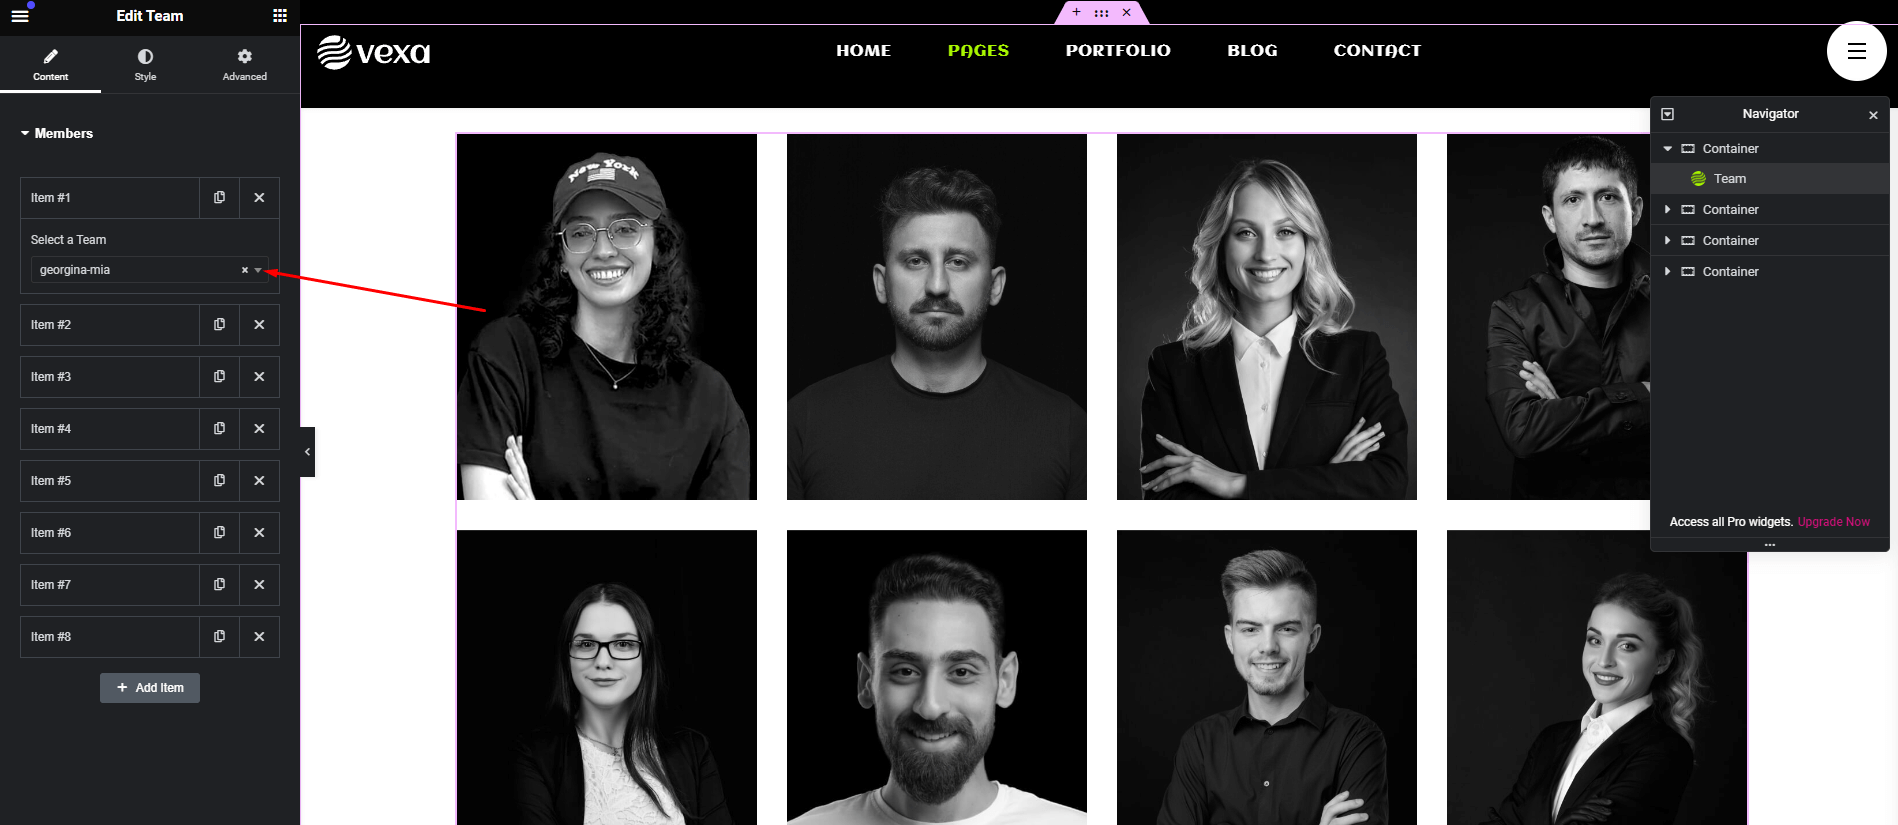 Edit Team
Content
Style
Advanced
Members
Item #1
Select a Team
georgina-mia
Item #2
Item #3
Item #4
Item #5
Item #6
Item #7
Item #8
+ Add Item
vexa
HOME
PAGES
PORTFOLIO
BLOG
CONTACT
New York
Navigator
Container
Team
Container
Container
Container
Access all Pro widgets. Upgrade Now